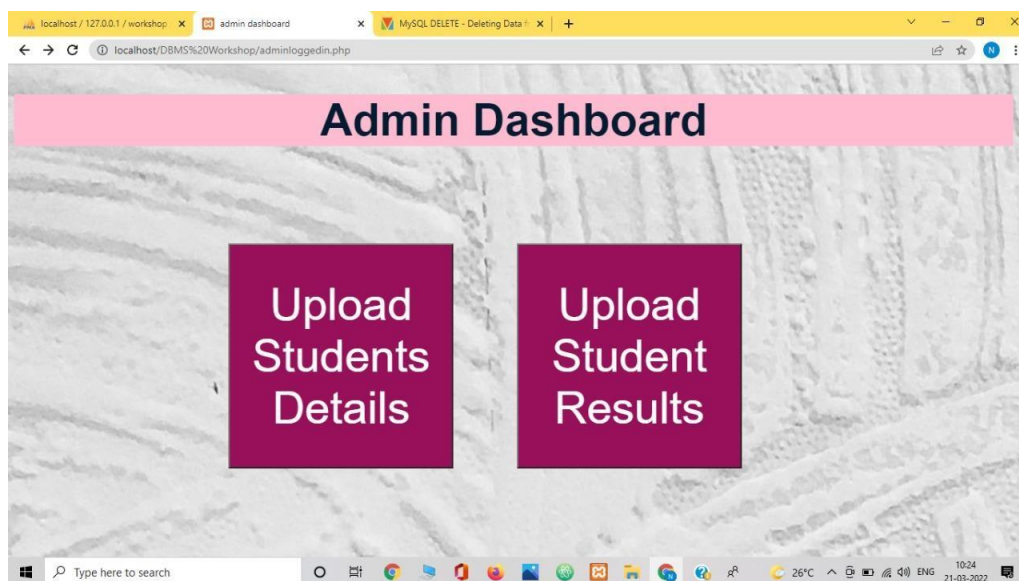 localhost / 127.0.0.1 / workshop
admin dashboard
MySQL DELETE - Deleting Data
localhost/DBMS%20Workshop/adminloggedin.php
N
Admin Dashboard
Upload
Students
Details
Upload
Student
Results
Type here to search
26°C
ENG
10:24
21-03-2022